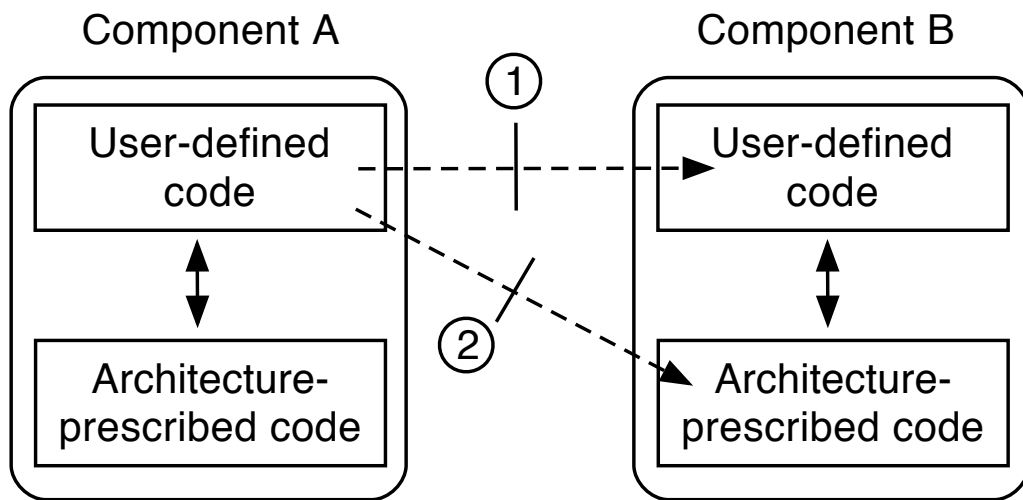 Component A
Component B
1
User-defined
code
User-defined
code
2
Architecture-
prescribed code
Architecture-
prescribed code